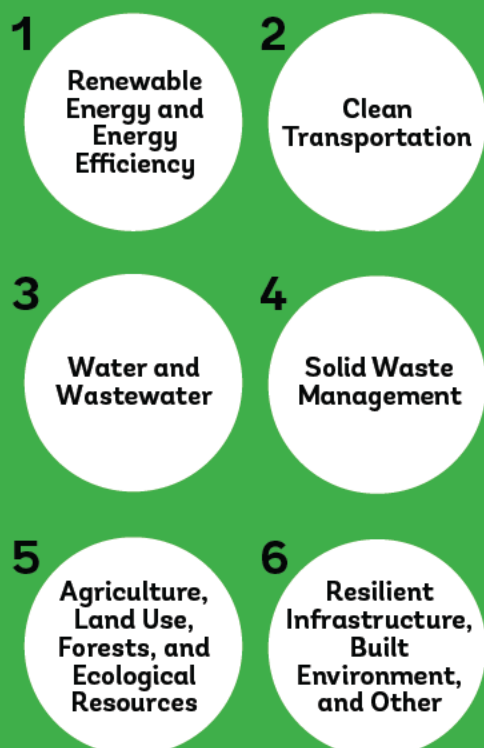 1
Renewable
Energy and
Energy
Efficiency
2
Clean
Transportation
3
Water and
Wastewater
4
Solid Waste
Management
5
Agriculture,
Land Use,
Forests, and
Ecological
Resources
6
Resilient
Infrastructure,
Built
Environment,
and Other